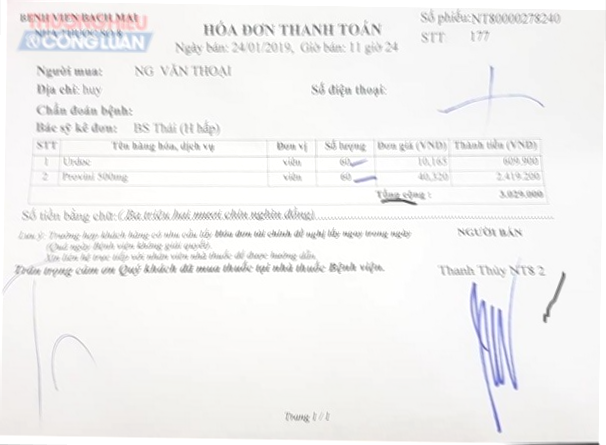 BỆNH VIỆN BẠCH MAI
THƯƠNG HIỆU
& CÔNG LUẬN
HÓA ĐƠN THANH TOÁN
Ngày bán: 24/01/2019, Giờ bán: 11 giờ 24
Số phiếu: NT80000278240
STT: 177
Người mua: NG VĂN THOẠI
Địa chỉ: huy
Số điện thoại:
Chẩn đoán bệnh:
Bác sỹ kê đơn: BS Thái (H hấp)
STT Tên hàng hóa, dịch vụ Đơn vị Số lượng Đơn giá (VND) Thành tiền (VND)
1 Urdoc viên 60 10,165 609.900
2 Proxini 500mg viên 60 40,320 2.419.200
Tổng cộng : 3.029.000
Số tiền bằng chữ: ( Ba triệu hai mươi chín nghìn đồng)
Lưu ý: Trường hợp khách hàng có nhu cầu lấy Hóa đơn tài chính đề nghị lấy ngay trong ngày
(Quá ngày Bệnh viện không giải quyết).
Xin liên hệ trực tiếp với nhân viên nhà thuốc để được hướng dẫn.
Trân trọng cảm ơn Quý khách đã mua thuốc tại nhà thuốc Bệnh viện.
NGƯỜI BÁN
Thanh Thủy NT8 2
Trang 1 / 1